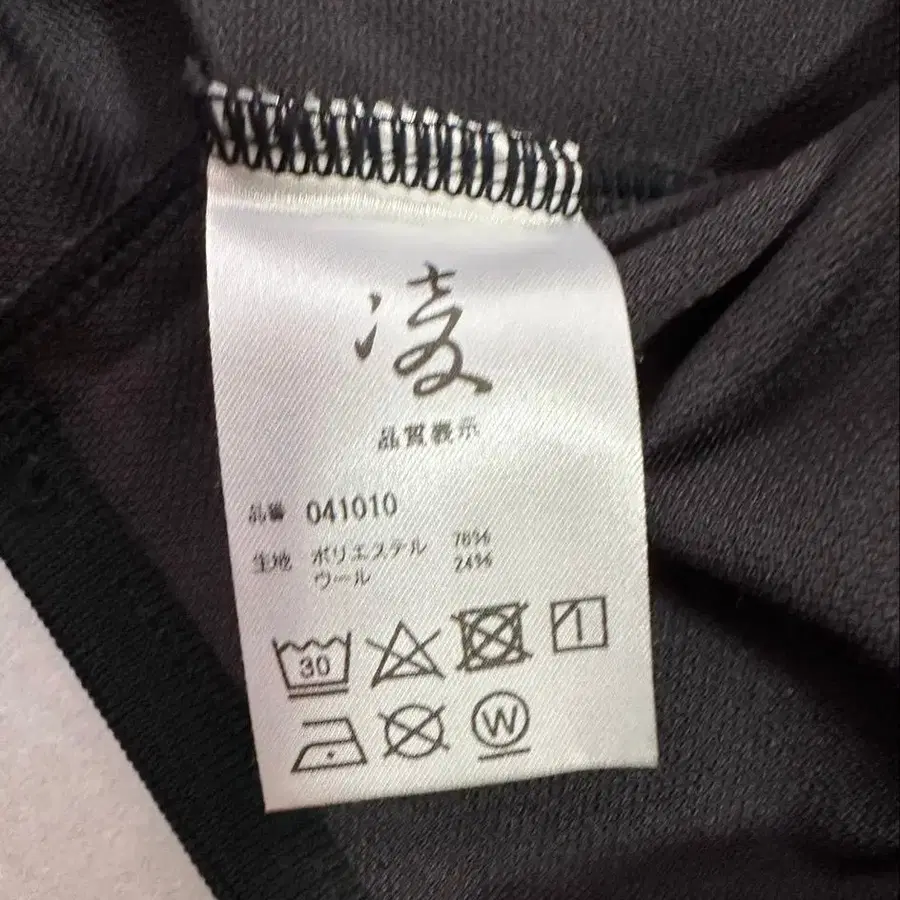 凌
品質表示
品番 041010
生地 ポリエステル 76%
ウール 24%
30
W